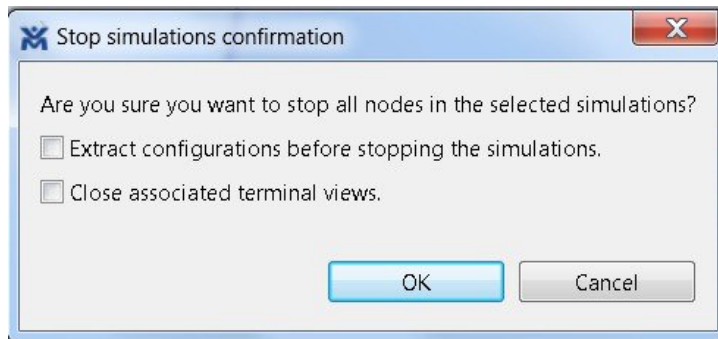 Stop simulations confirmation
Are you sure you want to stop all nodes in the selected simulations?
Extract configurations before stopping the simulations.
Close associated terminal views.
OK Cancel